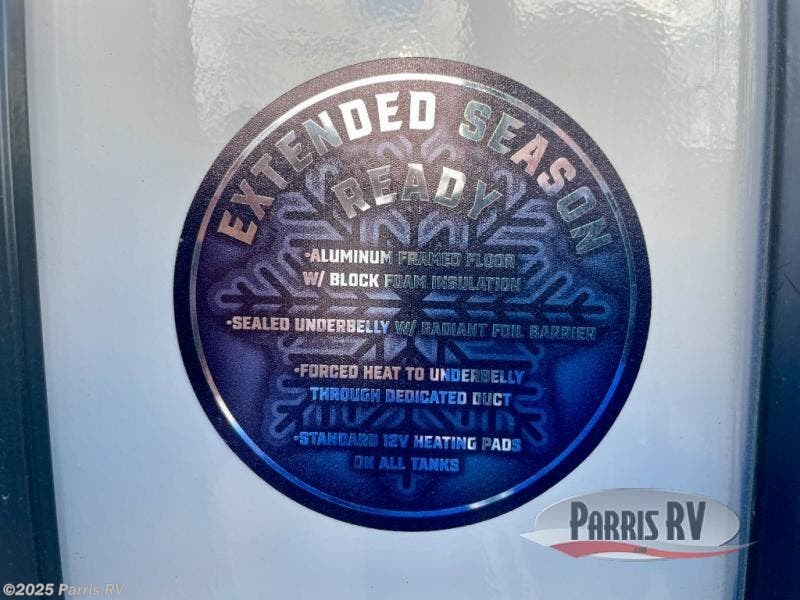 EXTENDED SEASON
READY
•ALUMINUM FRAMED FLOOR
W/ BLOCK FOAM INSULATION
•SEALED UNDERBELLY W/ RADIANT FOIL BARRIER
•FORCED HEAT TO UNDERBELLY
THROUGH DEDICATED DUCT
•STANDARD 12V HEATING PADS
ON ALL TANKS
PARRIS RV
.COM
©2025 Parris RV